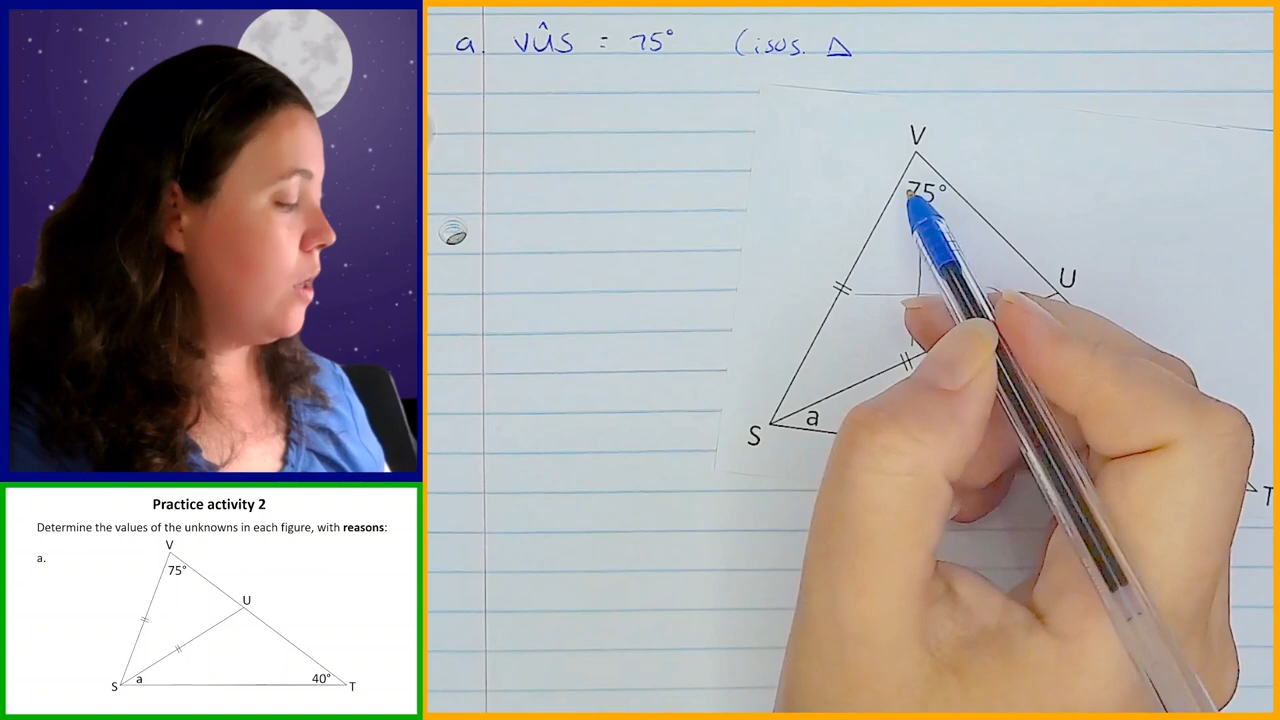 a. VÛS = 75° (isos. Δ
V
75°
U
S
a
T
Practice activity 2
Determine the values of the unknowns in each figure, with reasons:
a.
V
75°
U
S
a
40°
T